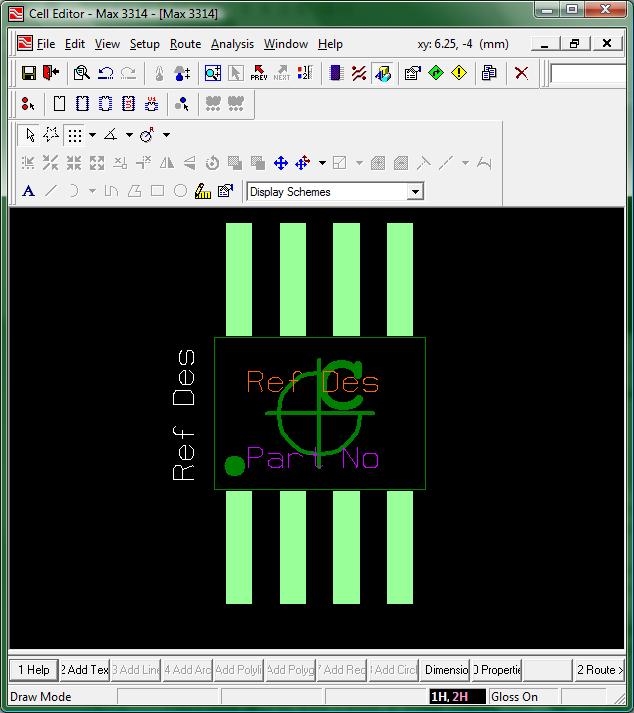 Cell Editor - Max 3314 - [Max 3314]
File Edit View Setup Route Analysis Window Help xy: 6.25, -4 (mm)
PREV NEXT
Display Schemes
Ref Des
Ref Des
C
Part No
1 Help 2 Add Tex 3 Add Line 4 Add Arc Add Polyli Add Polyg 7 Add Rec Add Circl Dimensio 0 Propertie 2 Route >
Draw Mode 1H, 2H Gloss On